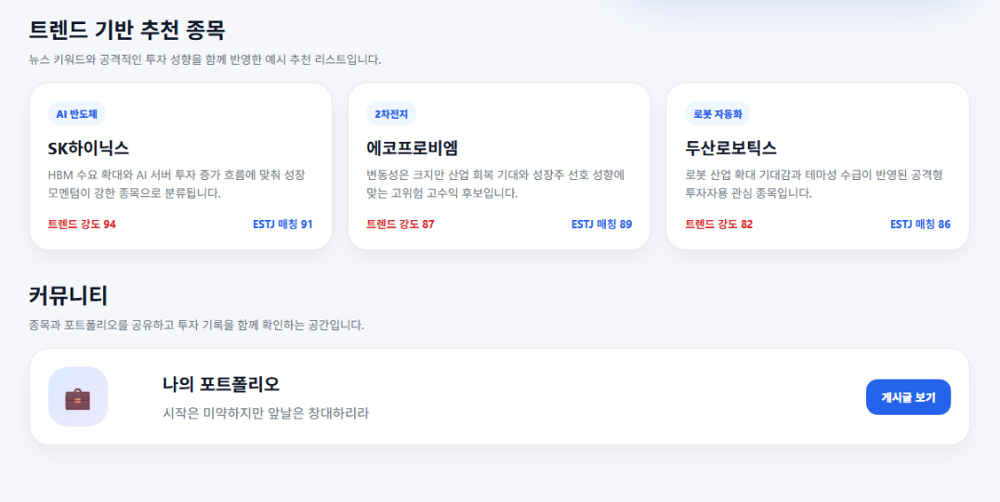 트렌드 기반 추천 종목
뉴스 키워드와 공격적인 투자 성향을 함께 반영한 예시 추천 리스트입니다.
AI 반도체
SK하이닉스
HBM 수요 확대와 AI 서버 투자 증가 흐름에 맞춰 성장
모멘텀이 강한 종목으로 분류됩니다.
트렌드 강도 94
ESTJ 매칭 91
2차전지
에코프로비엠
변동성은 크지만 산업 회복 기대와 성장주 선호 성향에
맞는 고위험 고수익 후보입니다.
트렌드 강도 87
ESTJ 매칭 89
로봇 자동화
두산로보틱스
로봇 산업 확대 기대감과 테마성 수급이 반영된 공격형
투자자용 관심 종목입니다.
트렌드 강도 82
ESTJ 매칭 86
커뮤니티
종목과 포트폴리오를 공유하고 투자 기록을 함께 확인하는 공간입니다.
나의 포트폴리오
시작은 미약하지만 앞날은 창대하리라
게시글 보기